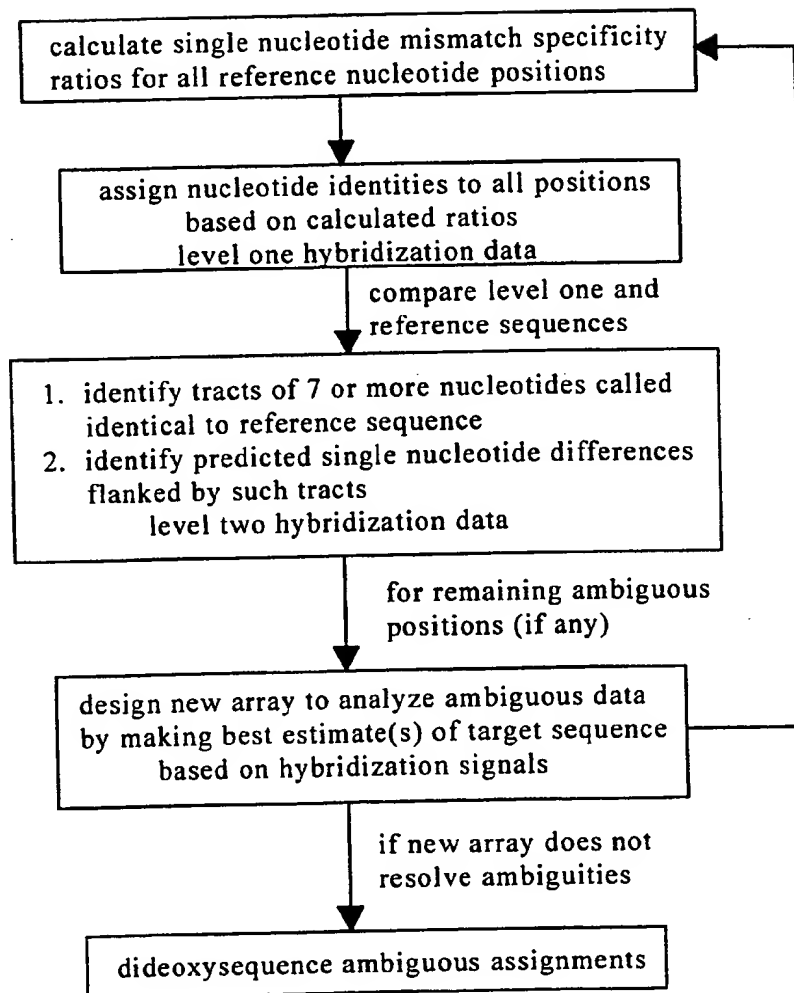 calculate single nucleotide mismatch specificity
ratios for all reference nucleotide positions
assign nucleotide identities to all positions
based on calculated ratios
level one hybridization data
compare level one and
reference sequences
1. identify tracts of 7 or more nucleotides called
identical to reference sequence
2. identify predicted single nucleotide differences
flanked by such tracts
level two hybridization data
for remaining ambiguous
positions (if any)
design new array to analyze ambiguous data
by making best estimate(s) of target sequence
based on hybridization signals
if new array does not
resolve ambiguities
dideoxysequence ambiguous assignments